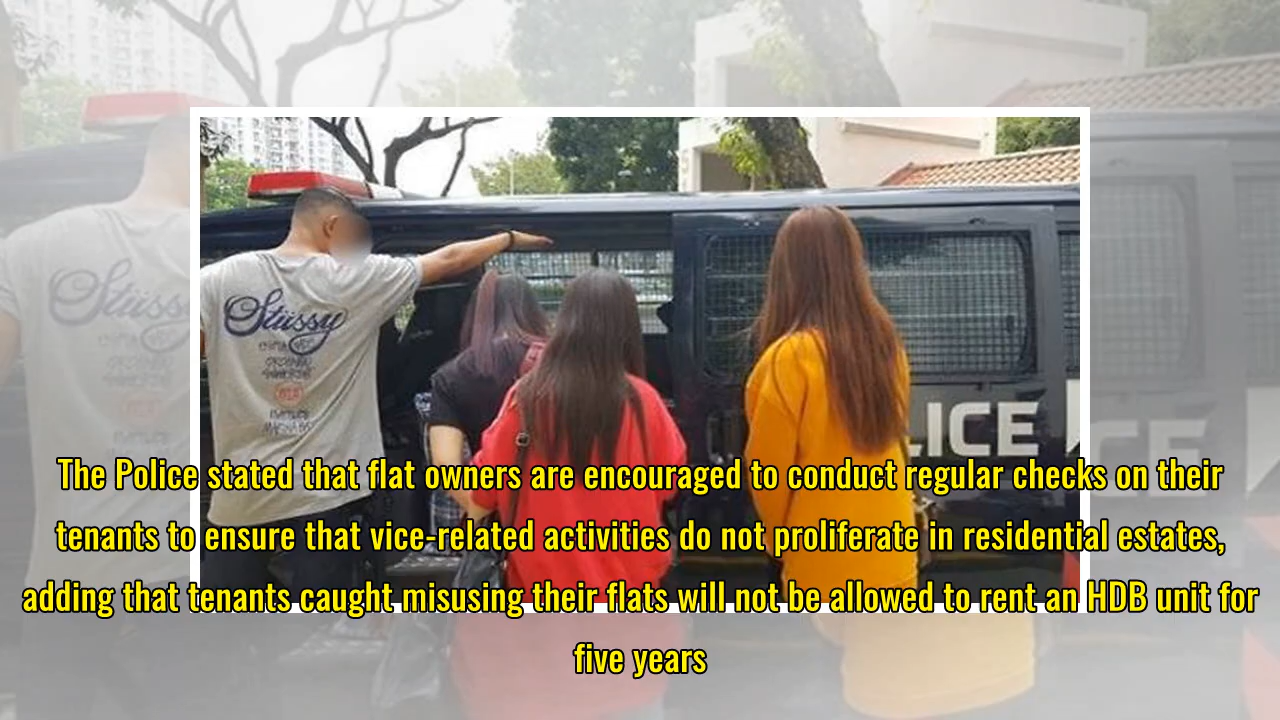 Stüssy
LICE
The Police stated that flat owners are encouraged to conduct regular checks on their
tenants to ensure that vice-related activities do not proliferate in residential estates,
adding that tenants caught misusing their flats will not be allowed to rent an HDB unit for
five years